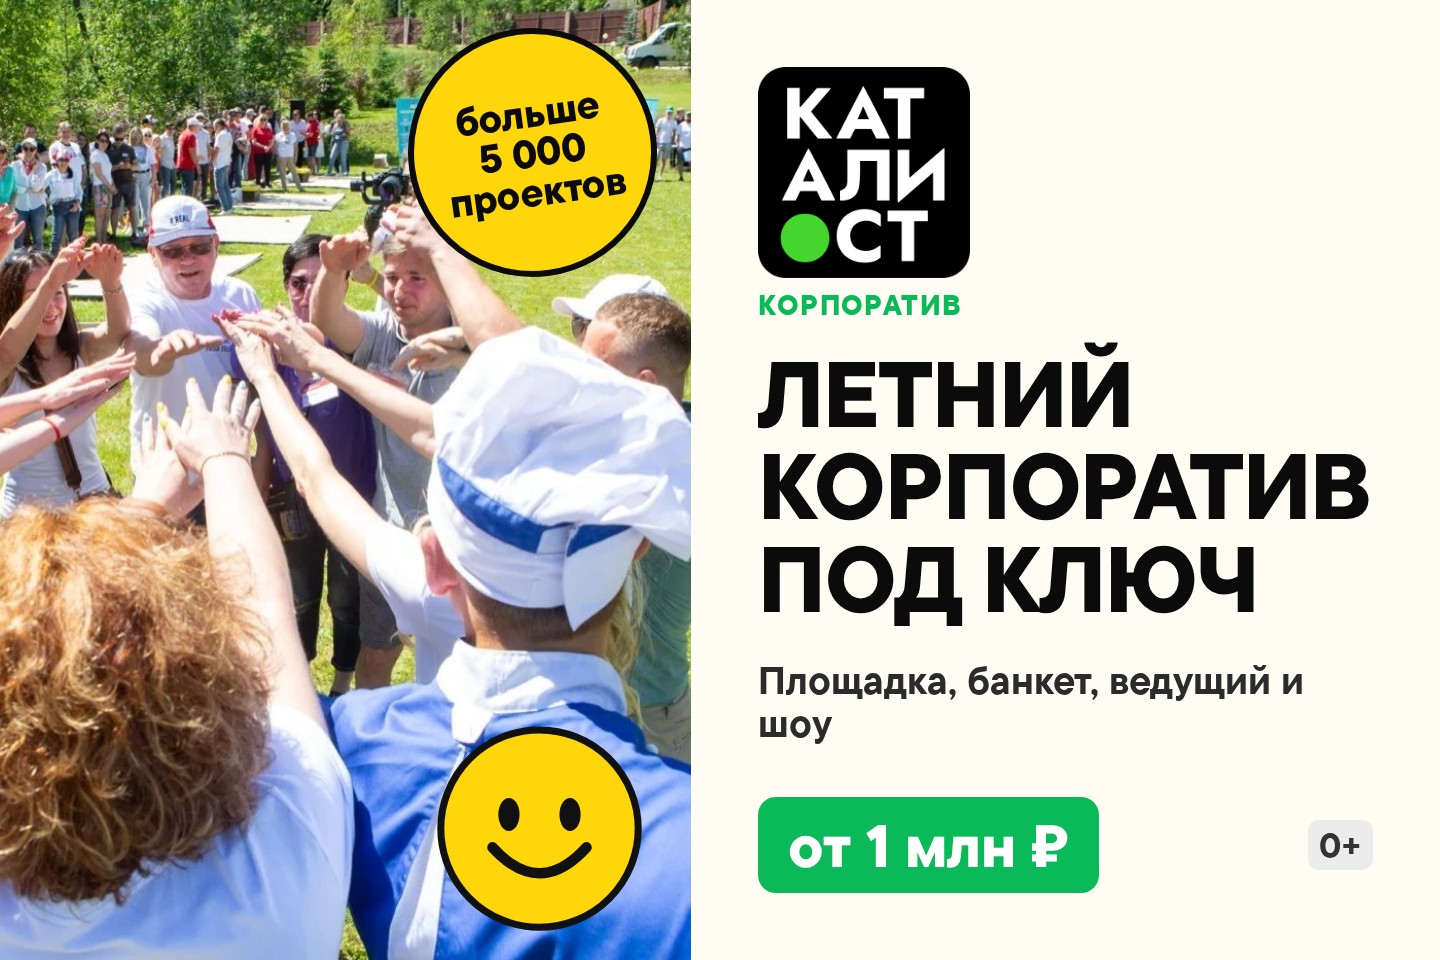 больше
5 000
проектов
КАТ
АЛИ
СТ
КОРПОРАТИВ
ЛЕТНИЙ
КОРПОРАТИВ
ПОД КЛЮЧ
Площадка, банкет, ведущий и
шоу
от 1 млн ₽
0+